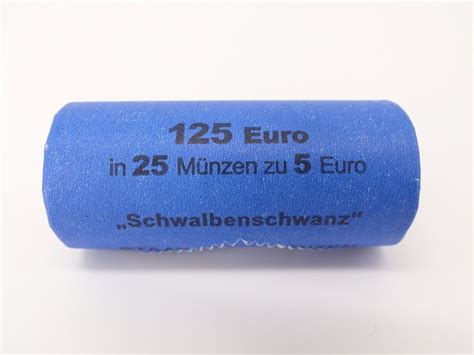 125 Euro
in 25 Münzen zu 5 Euro
„Schwalbenschwanz“